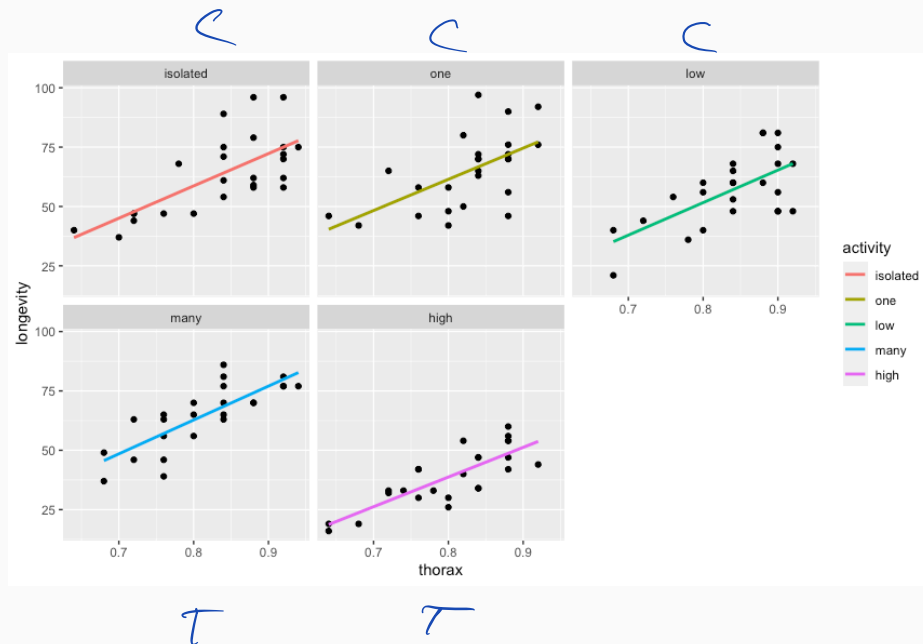 C C C
isolated one low
100
75
50
25
0.7 0.8 0.9
longevity
many high
100
75
50
25
0.7 0.8 0.9 0.7 0.8 0.9
thorax
activity
isolated
one
low
many
high
T T